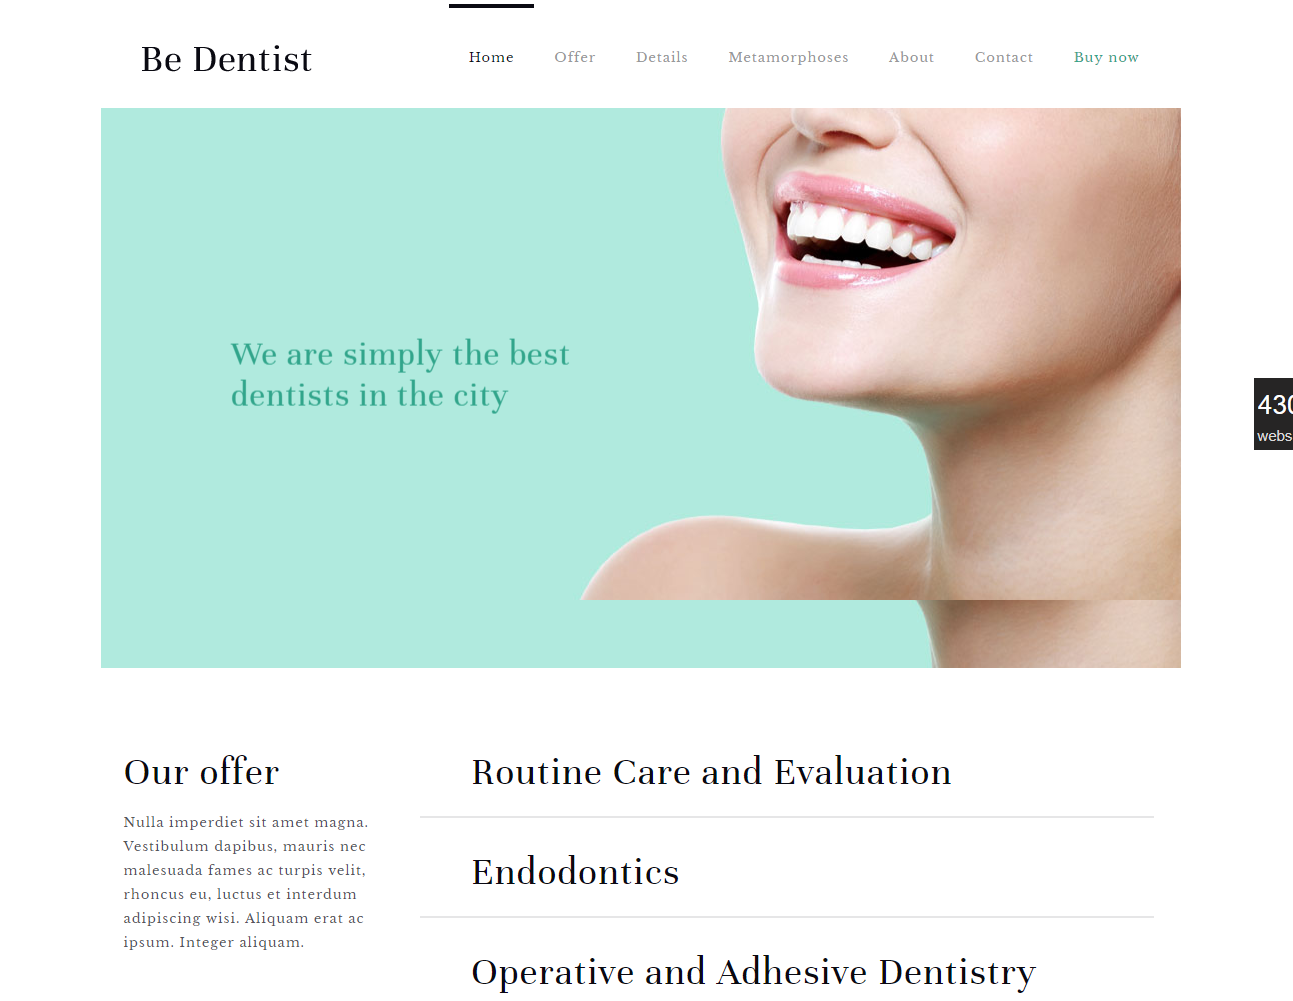 Be Dentist
Home Offer Details Metamorphoses About Contact Buy now
We are simply the best
dentists in the city
430
webs
Our offer
Nulla imperdiet sit amet magna.
Vestibulum dapibus, mauris nec
malesuada fames ac turpis velit,
rhoncus eu, luctus et interdum
adipiscing wisi. Aliquam erat ac
ipsum. Integer aliquam.
Routine Care and Evaluation
Endodontics
Operative and Adhesive Dentistry